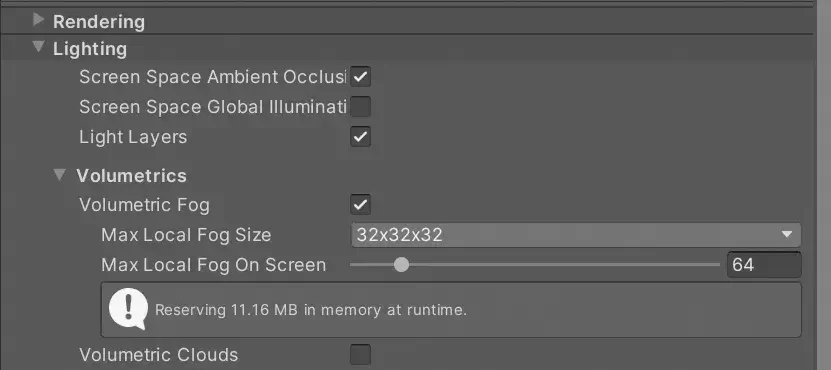 Rendering
Lighting
Screen Space Ambient Occlusi
Screen Space Global Illuminati
Light Layers
Volumetrics
Volumetric Fog
Max Local Fog Size 32x32x32
Max Local Fog On Screen 64
Reserving 11.16 MB in memory at runtime.
Volumetric Clouds